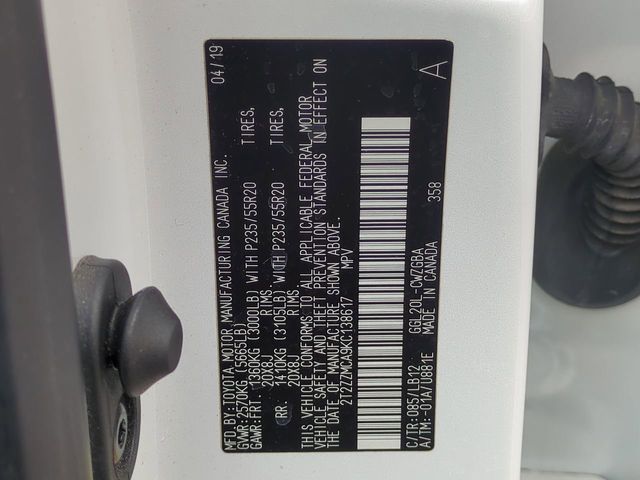 MFD.BY:TOYOTA MOTOR MANUFACTURING CANADA INC. 04/19
GVWR:2570KG (5665LB)
GAWR:FRT. 1360KG (3000LB) WITH P235/55R20 TIRES,
20X8J RIMS,
RR. 1410KG (3105LB) WITH P235/55R20 TIRES,
20X8J RIMS.
THIS VEHICLE CONFORMS TO ALL APPLICABLE FEDERAL MOTOR
VEHICLE SAFETY AND THEFT PREVENTION STANDARDS IN EFFECT ON
THE DATE OF MANUFACTURE SHOWN ABOVE.
2T2ZZMCA9KC138617 MPV
C/TR:085/LB12 GGL20L-CWZGBA A
A/TM:-01A/U881E MADE IN CANADA 358